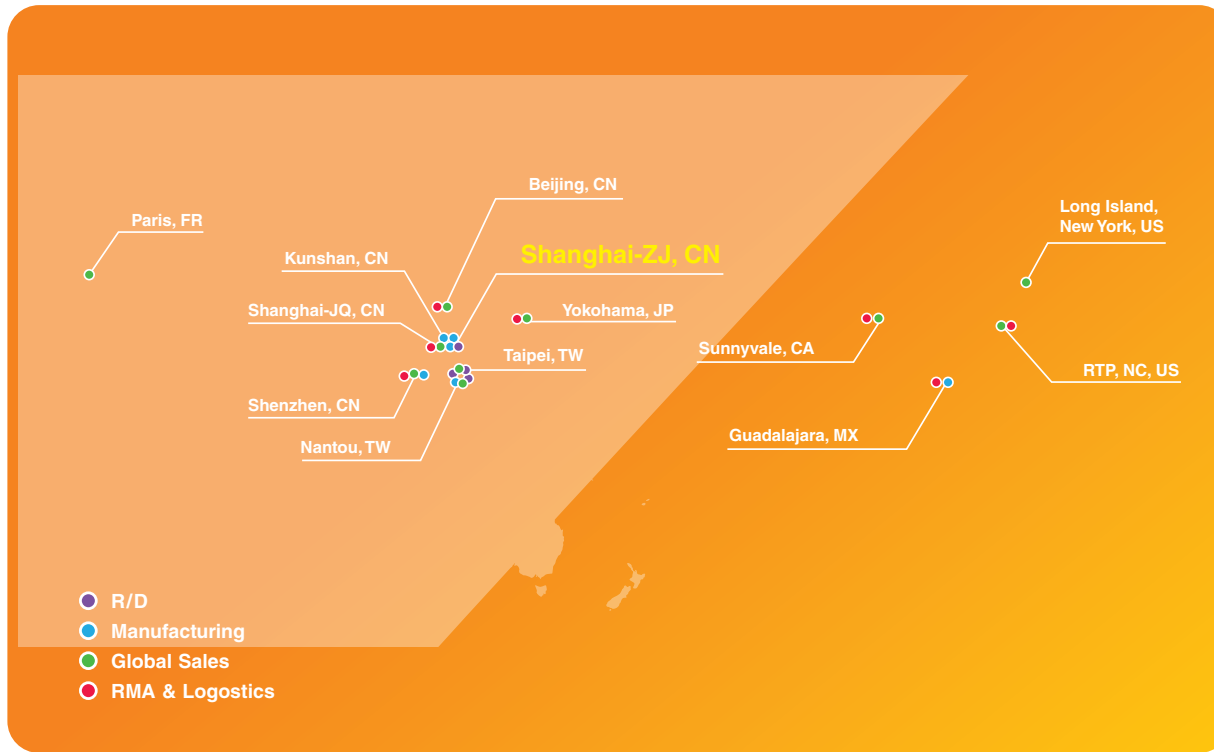 Beijing, CN
Paris, FR
Long Island,
New York, US
Kunshan, CN
Shanghai-ZJ, CN
Shanghai-JQ, CN
Yokohama, JP
Taipei, TW
Sunnyvale, CA
RTP, NC, US
Shenzhen, CN
Nantou, TW
Guadalajara, MX
R/D
Manufacturing
Global Sales
RMA & Logostics